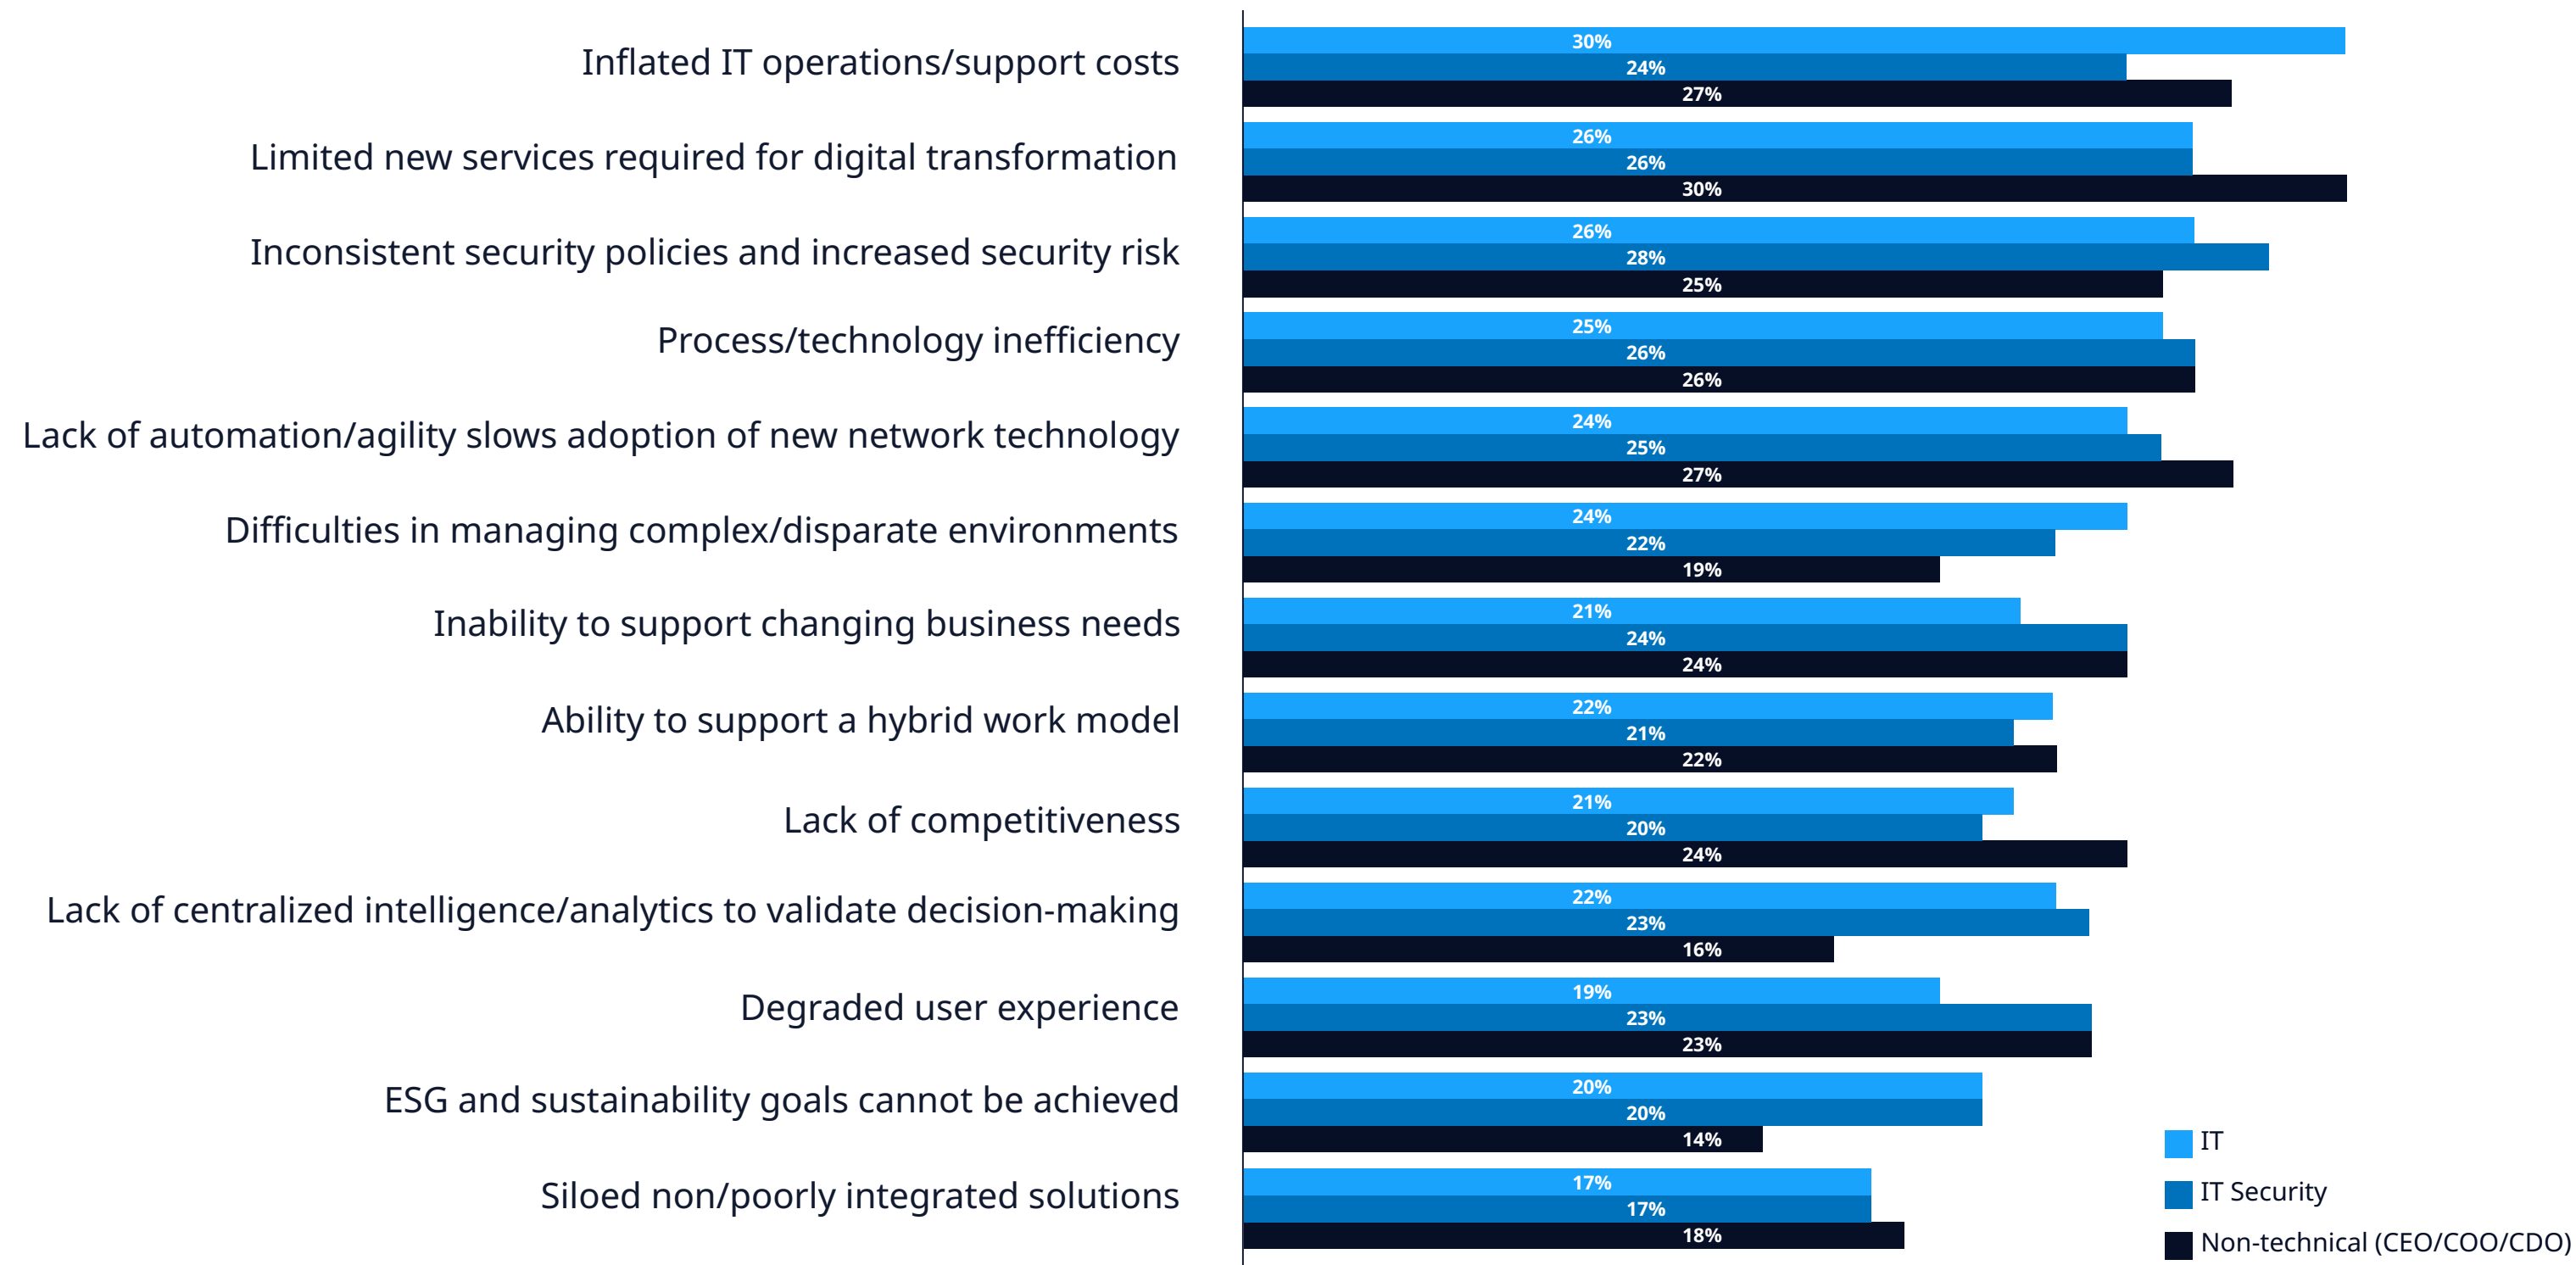 Inflated IT operations/support costs
30%
24%
27%
Limited new services required for digital transformation
26%
26%
30%
Inconsistent security policies and increased security risk
26%
28%
25%
Process/technology inefficiency
25%
26%
26%
Lack of automation/agility slows adoption of new network technology
24%
25%
27%
Difficulties in managing complex/disparate environments
24%
22%
19%
Inability to support changing business needs
21%
24%
24%
Ability to support a hybrid work model
22%
21%
22%
Lack of competitiveness
21%
20%
24%
Lack of centralized intelligence/analytics to validate decision-making
22%
23%
16%
Degraded user experience
19%
23%
23%
ESG and sustainability goals cannot be achieved
20%
20%
14%
Siloed non/poorly integrated solutions
17%
17%
18%
IT
IT Security
Non-technical (CEO/COO/CDO)